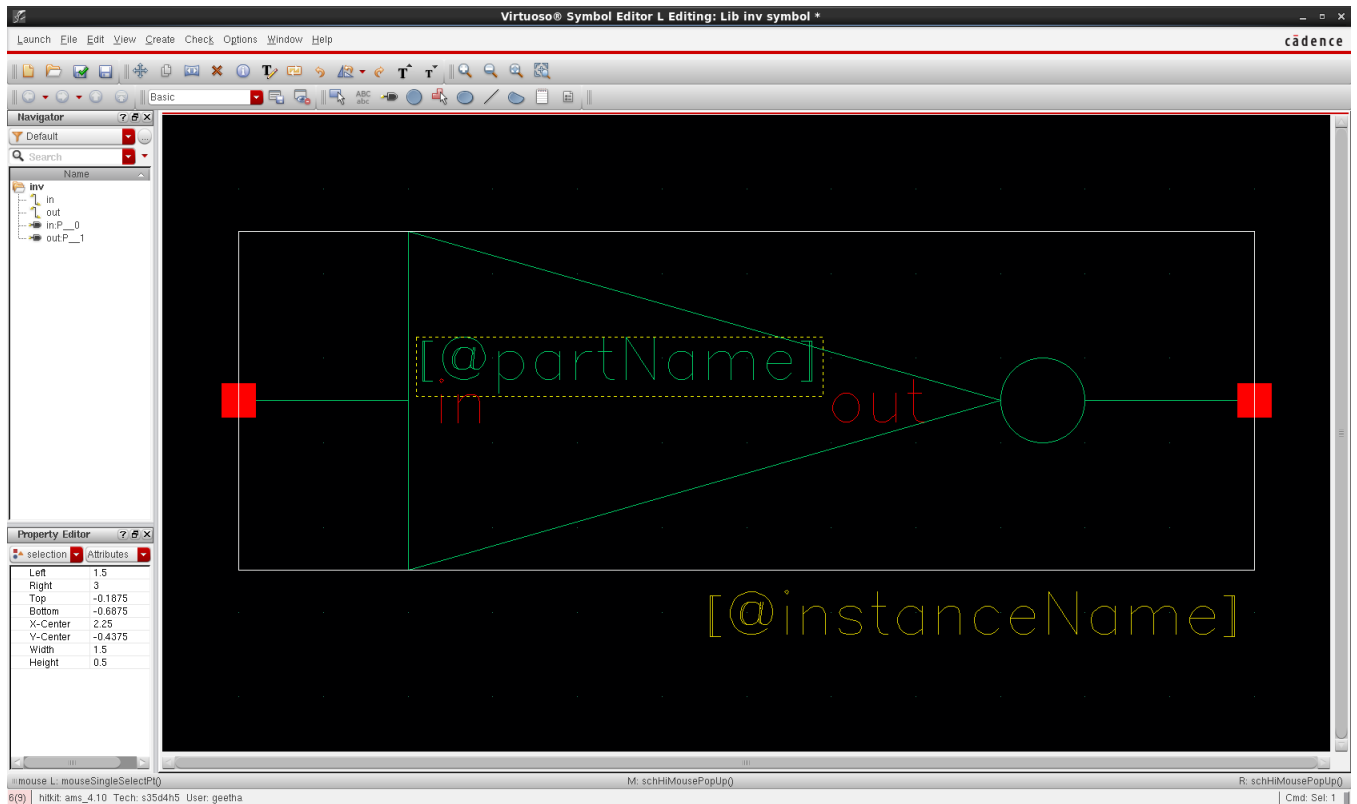 Virtuoso® Symbol Editor L Editing: Lib inv symbol *
Launch File Edit View Create Check Options Window Help
cādence
Basic
Navigator
Default
Search
Name
inv
in
out
in:P__0
out:P__1
[@partName]
in
out
[@instanceName]
Property Editor
selection Attributes
Left 1.5
Right 3
Top -0.1875
Bottom -0.6875
X-Center 2.25
Y-Center -0.4375
Width 1.5
Height 0.5
mouse L: mouseSingleSelectPt() M: schHiMousePopUp() R: schHiMousePopUp()
6(9) hitkit: ams_4.10 Tech: s35d4h5 User: geetha Cmd: Sel: 1